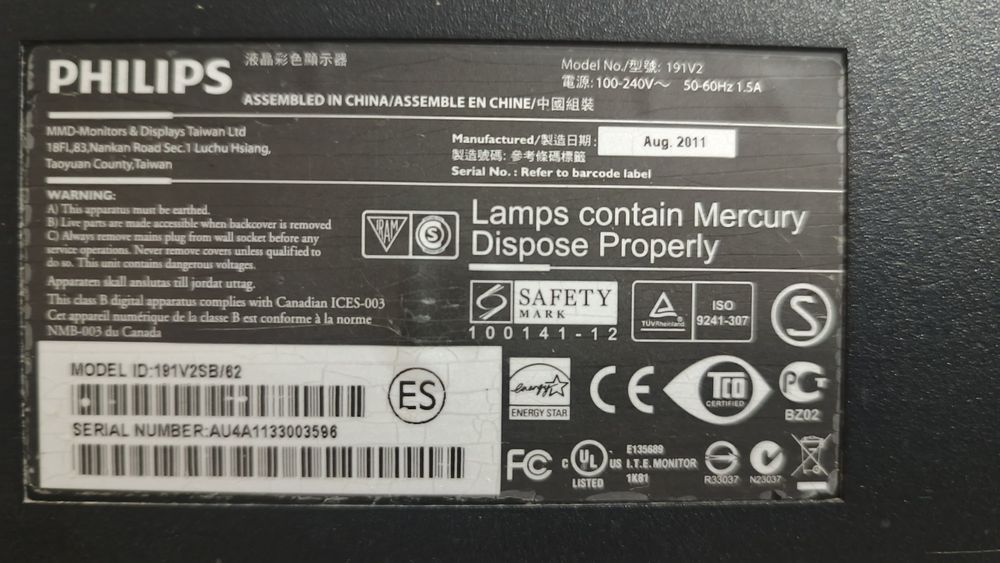 PHILIPS
液晶彩色顯示器
ASSEMBLED IN CHINA/ASSEMBLE EN CHINE/中國組裝
Model No./型號: 191V2
電源: 100-240V～ 50-60Hz 1.5A
MMD-Monitors & Displays Taiwan Ltd
18Fl,83,Nankan Road Sec.1 Luchu Hsiang,
Taoyuan County,Taiwan
Manufactured/製造日期: Aug. 2011
製造號碼: 參考條碼標籤
Serial No. : Refer to barcode label
WARNING:
A) This apparatus must be earthed.
B) Live parts are made accessible when backcover is removed
C) Always remove mains plug from wall socket before any
service operations. Never remove covers unless qualified to
do so. This unit contains dangerous voltages.
Apparaten skall anslutas till jordat uttag.
This class B digital apparatus complies with Canadian ICES-003
Cet appareil numérique de la classe B est conforme à la norme
NMB-003 du Canada
VRAM S
Lamps contain Mercury
Dispose Properly
S SAFETY
MARK
100141-12
TÜVRheinland
ISO
9241-307
S
MODEL ID:191V2SB/62
SERIAL NUMBER:AU4A1133003596
ES
energy
ENERGY STAR
CE
TCO
CERTIFIED
PCT
BZ02
FC
C UL US
LISTED
E135689
I.T.E. MONITOR
1K81
R33037
N23037